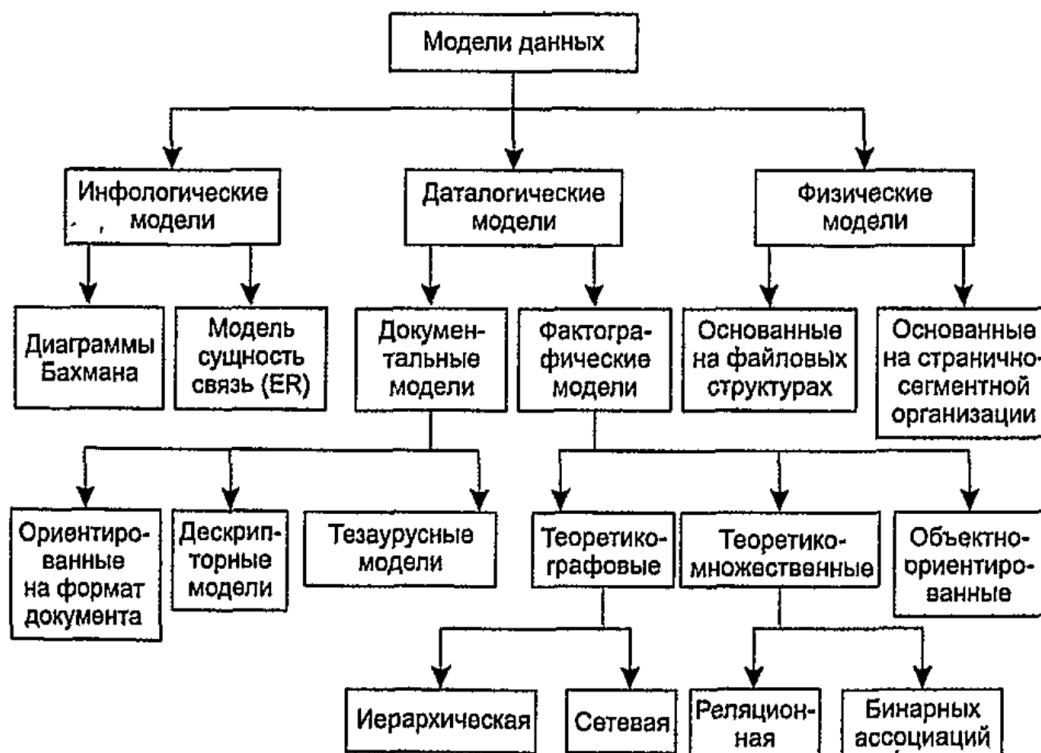 Модели данных
Инфологические
модели
Даталогические
модели
Физические
модели
Диаграммы
Бахмана
Модель
сущность
связь (ER)
Докумен-
тальные
модели
Фактогра-
фические
модели
Основанные
на файловых
структурах
Основанные
на странично-
сегментной
организации
Ориентиро-
ванные
на формат
документа
Дескрип-
торные
модели
Тезаурусные
модели
Теоретико-
графовые
Теоретико-
множественные
Объектно-
ориентиро-
ванные
Иерархическая
Сетевая
Реляцион-
ная
Бинарных
ассоциаций